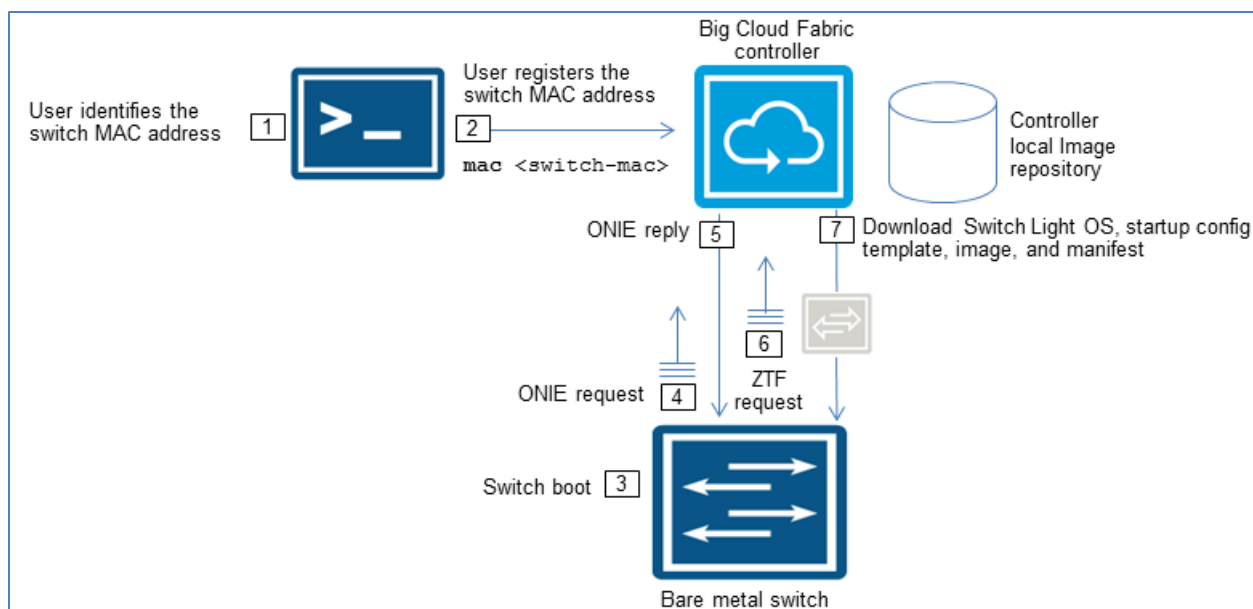 Big Cloud Fabric
controller
User identifies the
switch MAC address
1
>_
User registers the
switch MAC address
2
mac <switch-mac>
Controller
local Image
repository
ONIE reply
5
7
Download Switch Light OS, startup config
template, image, and manifest
6
ZTF
request
ONIE request
4
Switch boot
3
Bare metal switch